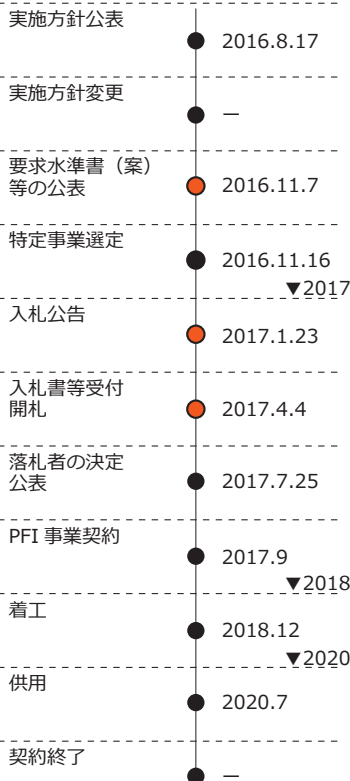 実施方針公表
2016.8.17
実施方針変更
－
要求水準書（案）
等の公表
2016.11.7
特定事業選定
2016.11.16
▼2017
入札公告
2017.1.23
入札書等受付
開札
2017.4.4
落札者の決定
公表
2017.7.25
PFI 事業契約
2017.9
▼2018
着工
2018.12
▼2020
供用
2020.7
契約終了
－